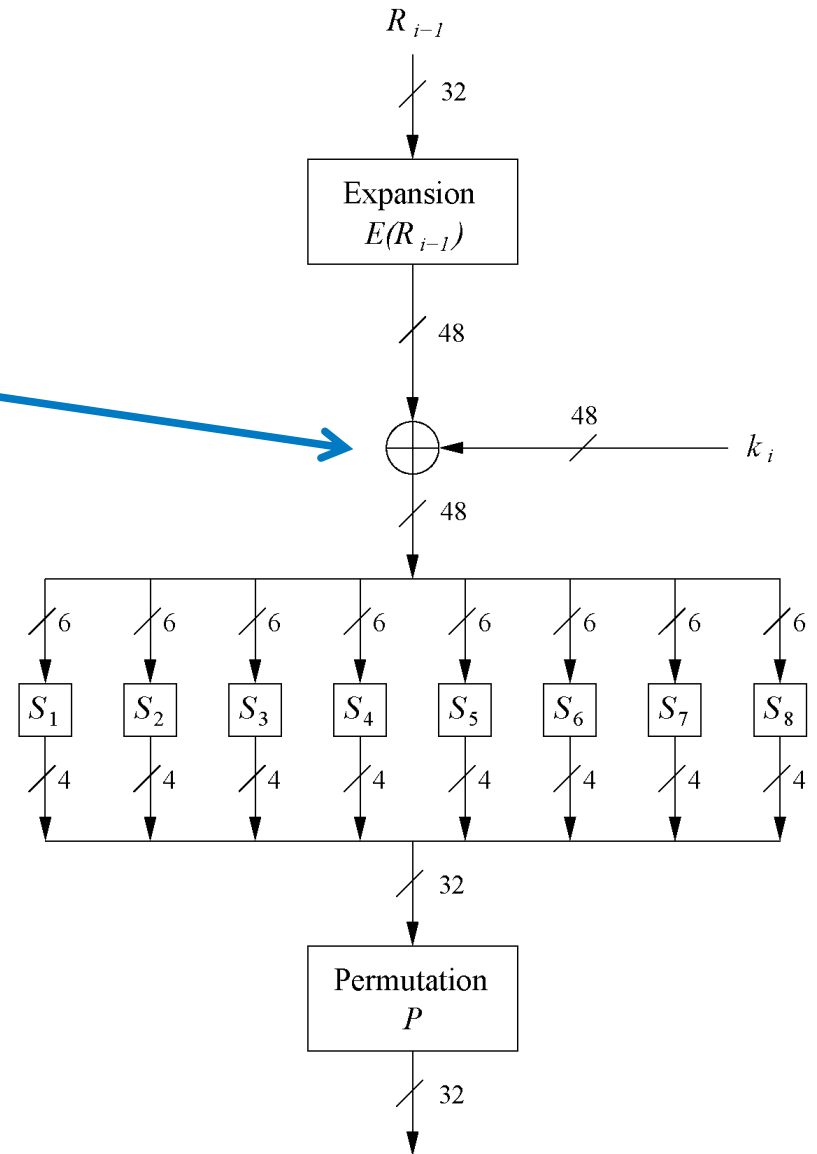 R i−1
32
Expansion
E(R i−1)
48
48
k i
48
6 6 6 6 6 6 6 6
S1 S2 S3 S4 S5 S6 S7 S8
4 4 4 4 4 4 4 4
32
Permutation
P
32